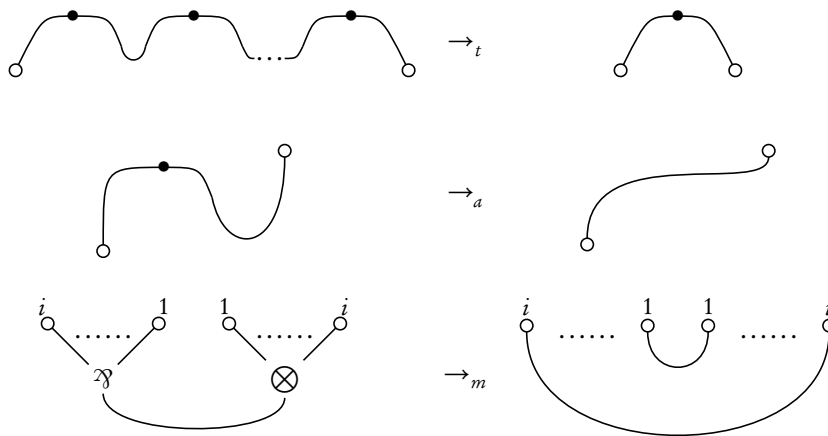 →ₜ
→ₐ
i 1 1 i i 1 1 i
⅋ ⊗ →ₘ